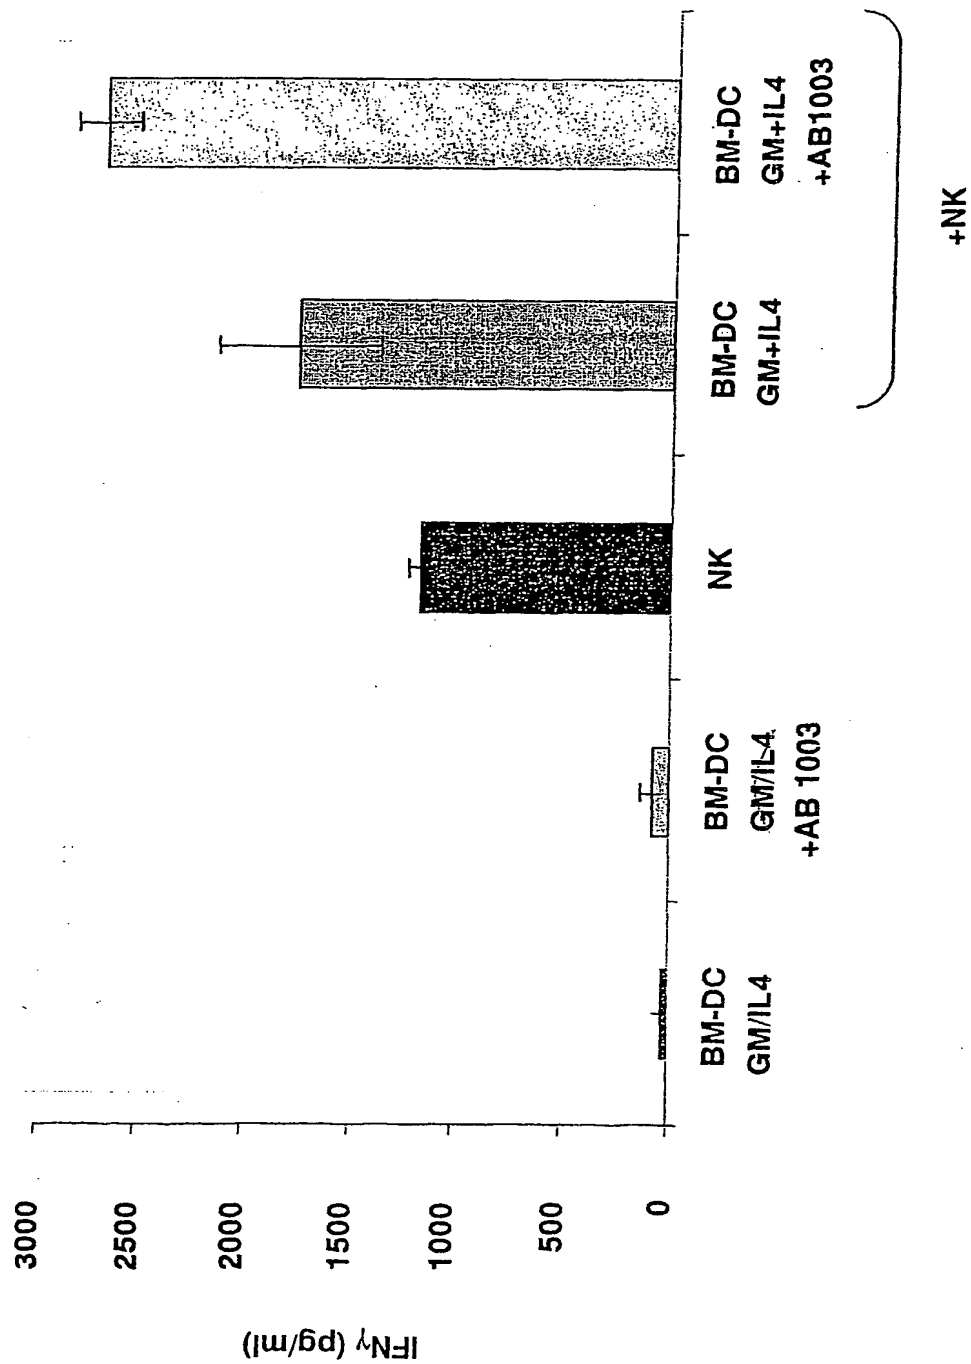 IFNγ (pg/ml)
3000
2500
2000
1500
1000
500
0
BM-DC
GM/IL4
BM-DC
GM/IL4
+AB 1003
NK
BM-DC
GM+IL4
BM-DC
GM+IL4
+AB1003
+NK